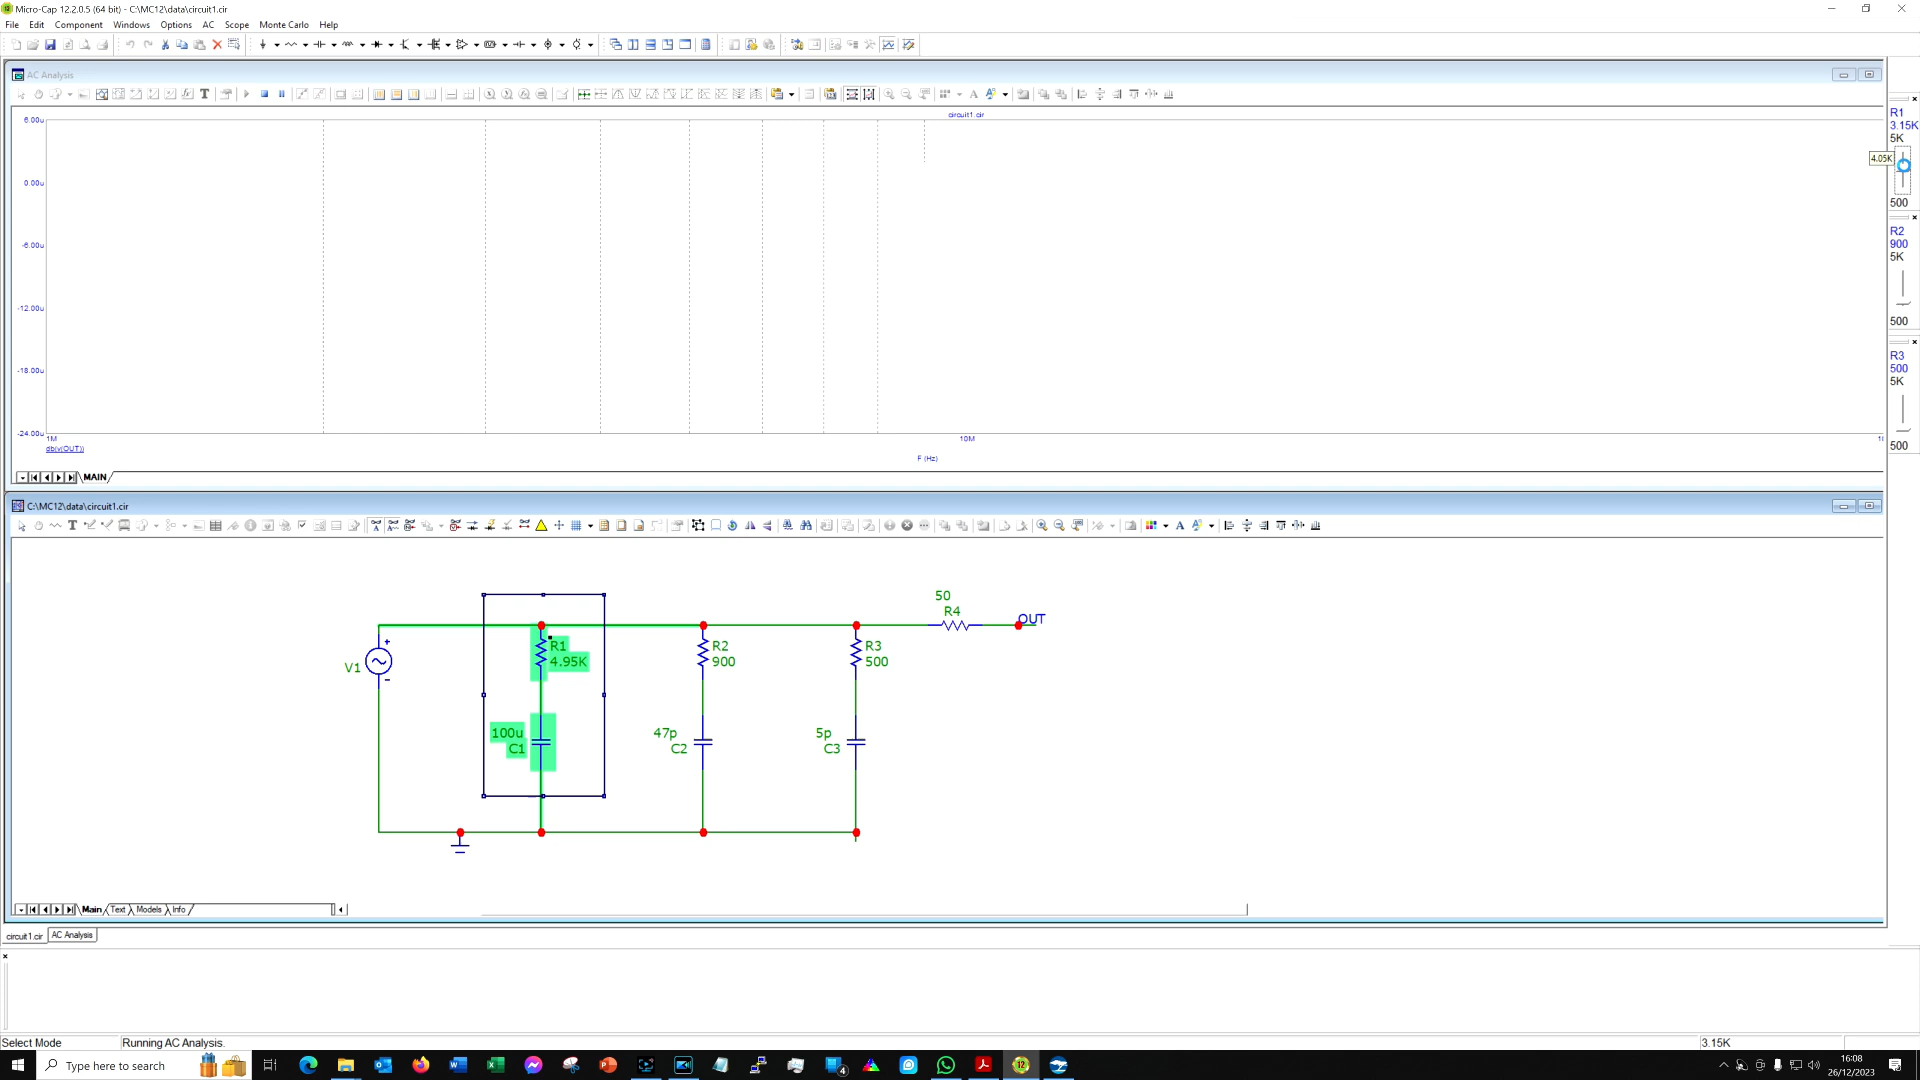 Micro-Cap 12.2.0.5 (64 bit) - C:\MC12\data\circuit1.cir
File Edit Component Windows Options AC Scope Monte Carlo Help
AC Analysis
circuit1.cir
6.00u
0.00u
-6.00u
-12.00u
-18.00u
-24.00u
1M
10M
db(v(OUT))
F (Hz)
MAIN
R1
3.15K
5K
4.05K
500
R2
900
5K
500
R3
500
5K
500
C:\MC12\data\circuit1.cir
50
R4
OUT
V1
R1
4.95K
R2
900
R3
500
100u
C1
47p
C2
5p
C3
Main Text Models Info
circuit1.cir AC Analysis
Select Mode
Running AC Analysis.
3.15K
Type here to search
4
12
16:08
26/12/2023